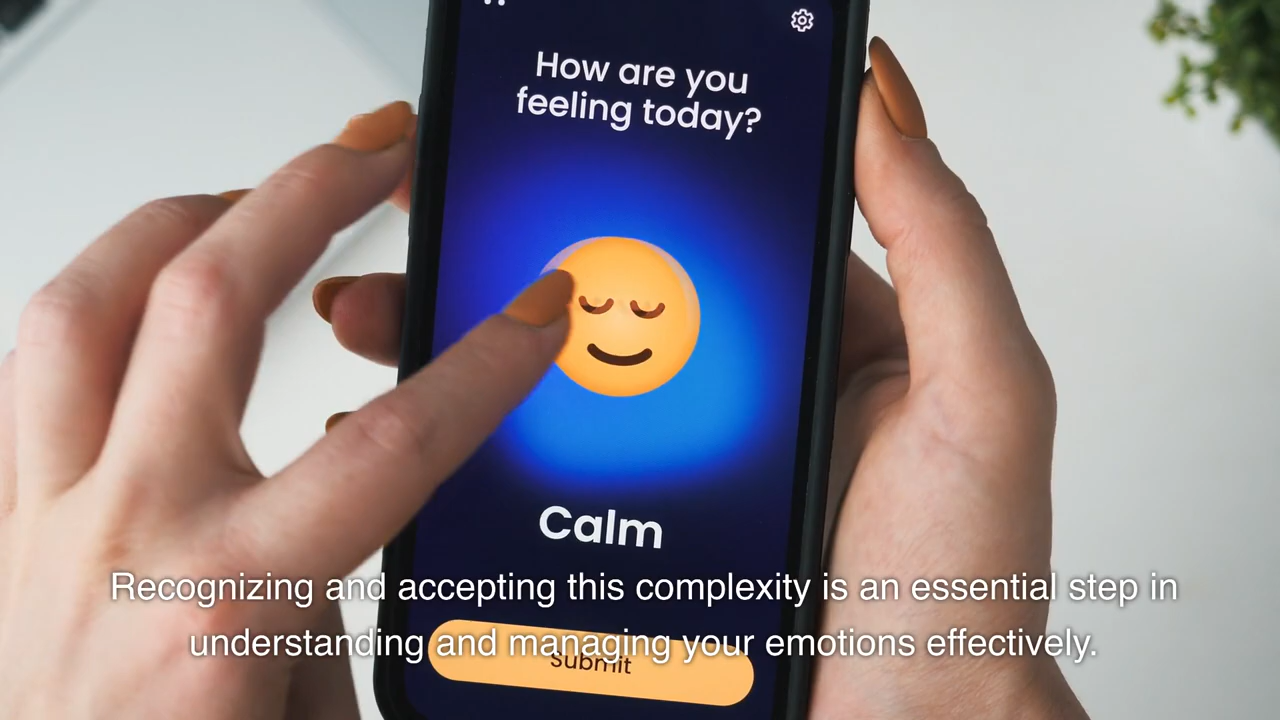 How are you
feeling today?
Calm
Recognizing and accepting this complexity is an essential step in
understanding and managing your emotions effectively.
Submit